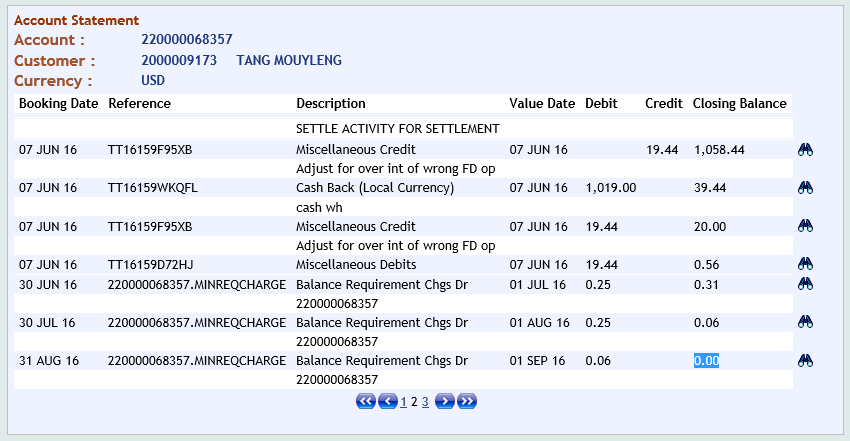 Account Statement
Account : 220000068357
Customer : 2000009173 TANG MOUYLENG
Currency : USD
Booking Date Reference Description Value Date Debit Credit Closing Balance
SETTLE ACTIVITY FOR SETTLEMENT
07 JUN 16 TT16159F95XB Miscellaneous Credit 07 JUN 16 19.44 1,058.44
Adjust for over int of wrong FD op
07 JUN 16 TT16159WKQFL Cash Back (Local Currency) 07 JUN 16 1,019.00 39.44
cash wh
07 JUN 16 TT16159F95XB Miscellaneous Credit 07 JUN 16 19.44 20.00
Adjust for over int of wrong FD op
07 JUN 16 TT16159D72HJ Miscellaneous Debits 07 JUN 16 19.44 0.56
30 JUN 16 220000068357.MINREQCHARGE Balance Requirement Chgs Dr 01 JUL 16 0.25 0.31
220000068357
30 JUL 16 220000068357.MINREQCHARGE Balance Requirement Chgs Dr 01 AUG 16 0.25 0.06
220000068357
31 AUG 16 220000068357.MINREQCHARGE Balance Requirement Chgs Dr 01 SEP 16 0.06 0.00
220000068357
1 2 3